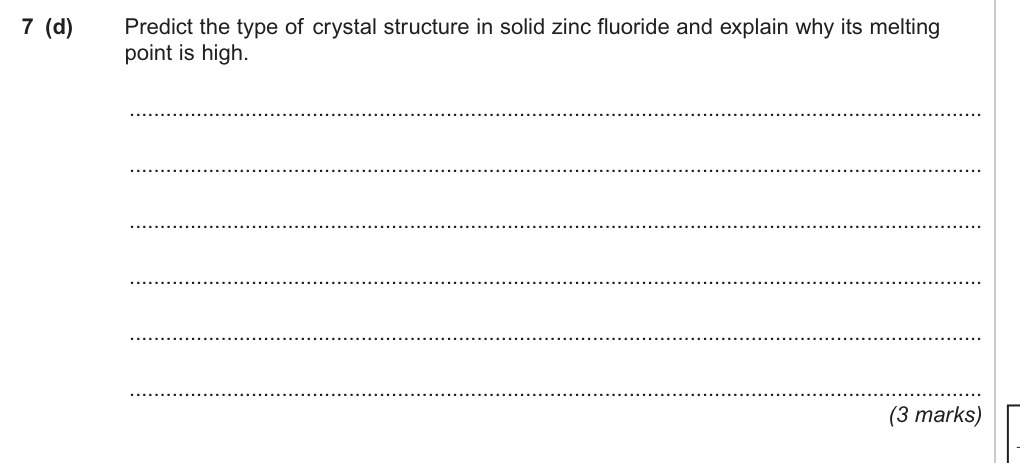 7 (d) Predict the type of crystal structure in solid zinc fluoride and explain why its melting
point is high.
(3 marks)